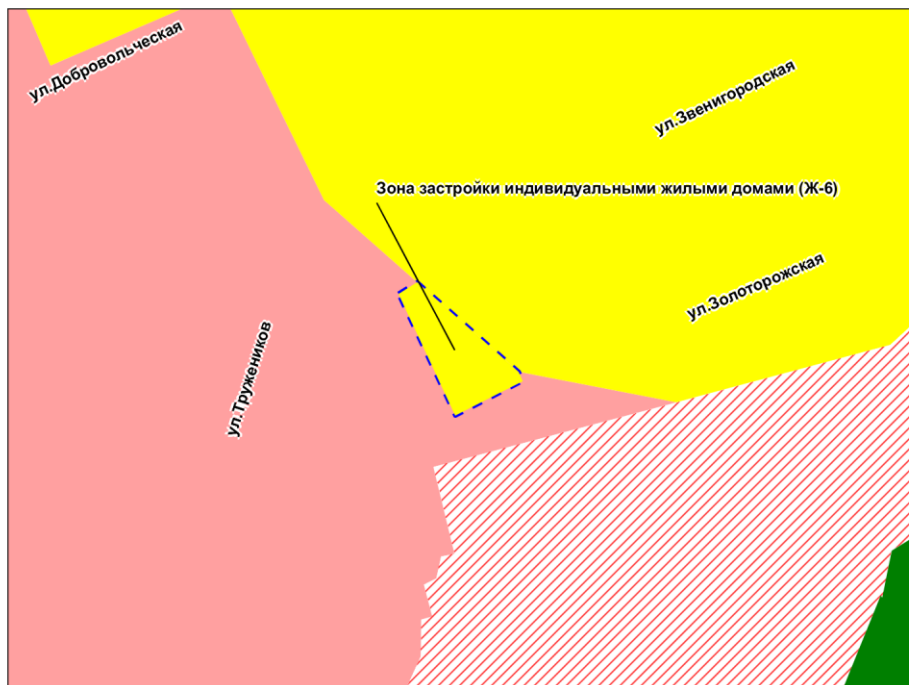 ул.Добровольческая
ул.Звенигородская
Зона застройки индивидуальными жилыми домами (Ж-6)
ул.Золоторожская
ул.Тружеников